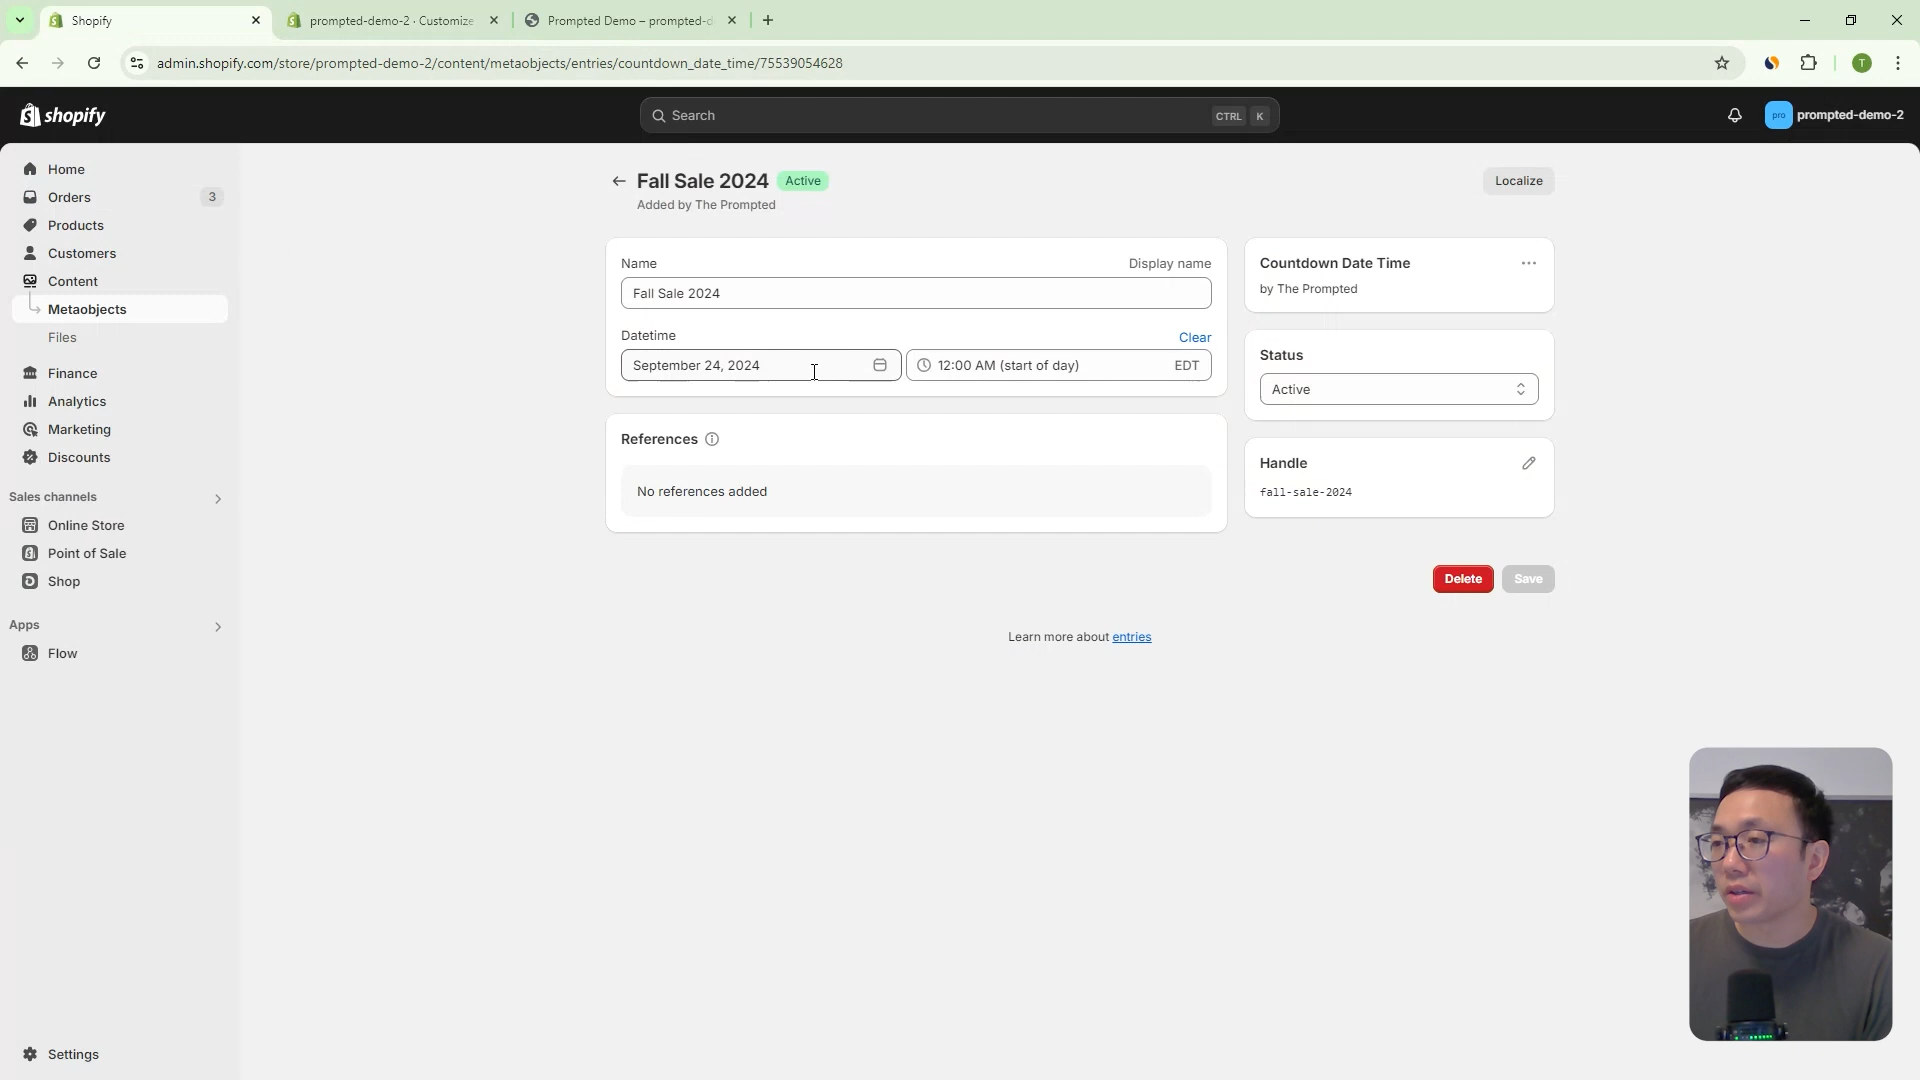 Shopify
prompted-demo-2 · Customize
Prompted Demo – prompted-d
admin.shopify.com/store/prompted-demo-2/content/metaobjects/entries/countdown_date_time/75539054628
T
shopify
Search
CTRL K
pro
prompted-demo-2
Home
Orders 3
Products
Customers
Content
Metaobjects
Files
Finance
Analytics
Marketing
Discounts
Sales channels
Online Store
Point of Sale
Shop
Apps
Flow
Settings
Fall Sale 2024 Active
Added by The Prompted
Localize
Name Display name
Fall Sale 2024
Datetime Clear
September 24, 2024 12:00 AM (start of day) EDT
References
No references added
Countdown Date Time
by The Prompted
Status
Active
Handle
fall-sale-2024
Delete Save
Learn more about entries